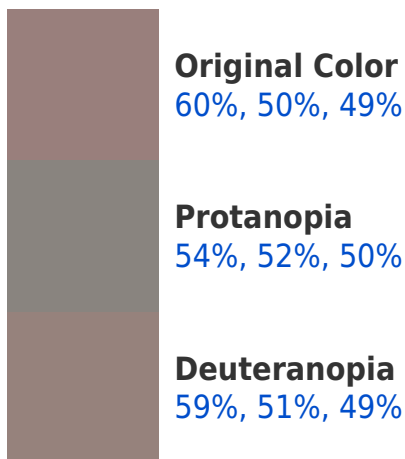 Original Color
60%, 50%, 49%
Protanopia
54%, 52%, 50%
Deuteranopia
59%, 51%, 49%